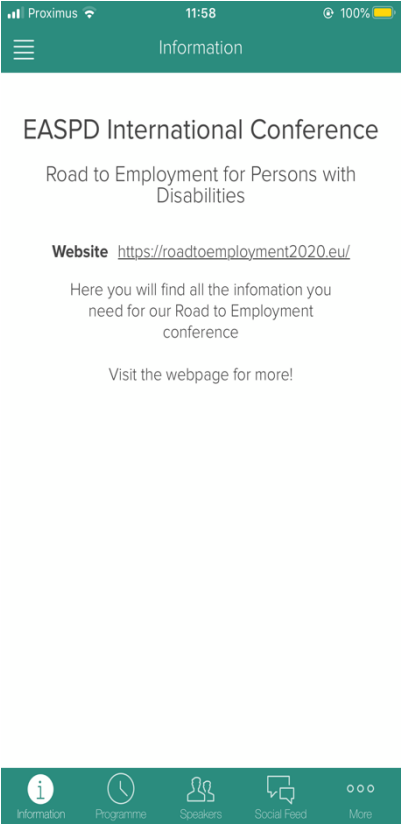 Proximus 11:58 100%
Information
EASPD International Conference
Road to Employment for Persons with
Disabilities
Website https://roadtoemployment2020.eu/
Here you will find all the infomation you
need for our Road to Employment
conference
Visit the webpage for more!
Information Programme Speakers Social Feed More